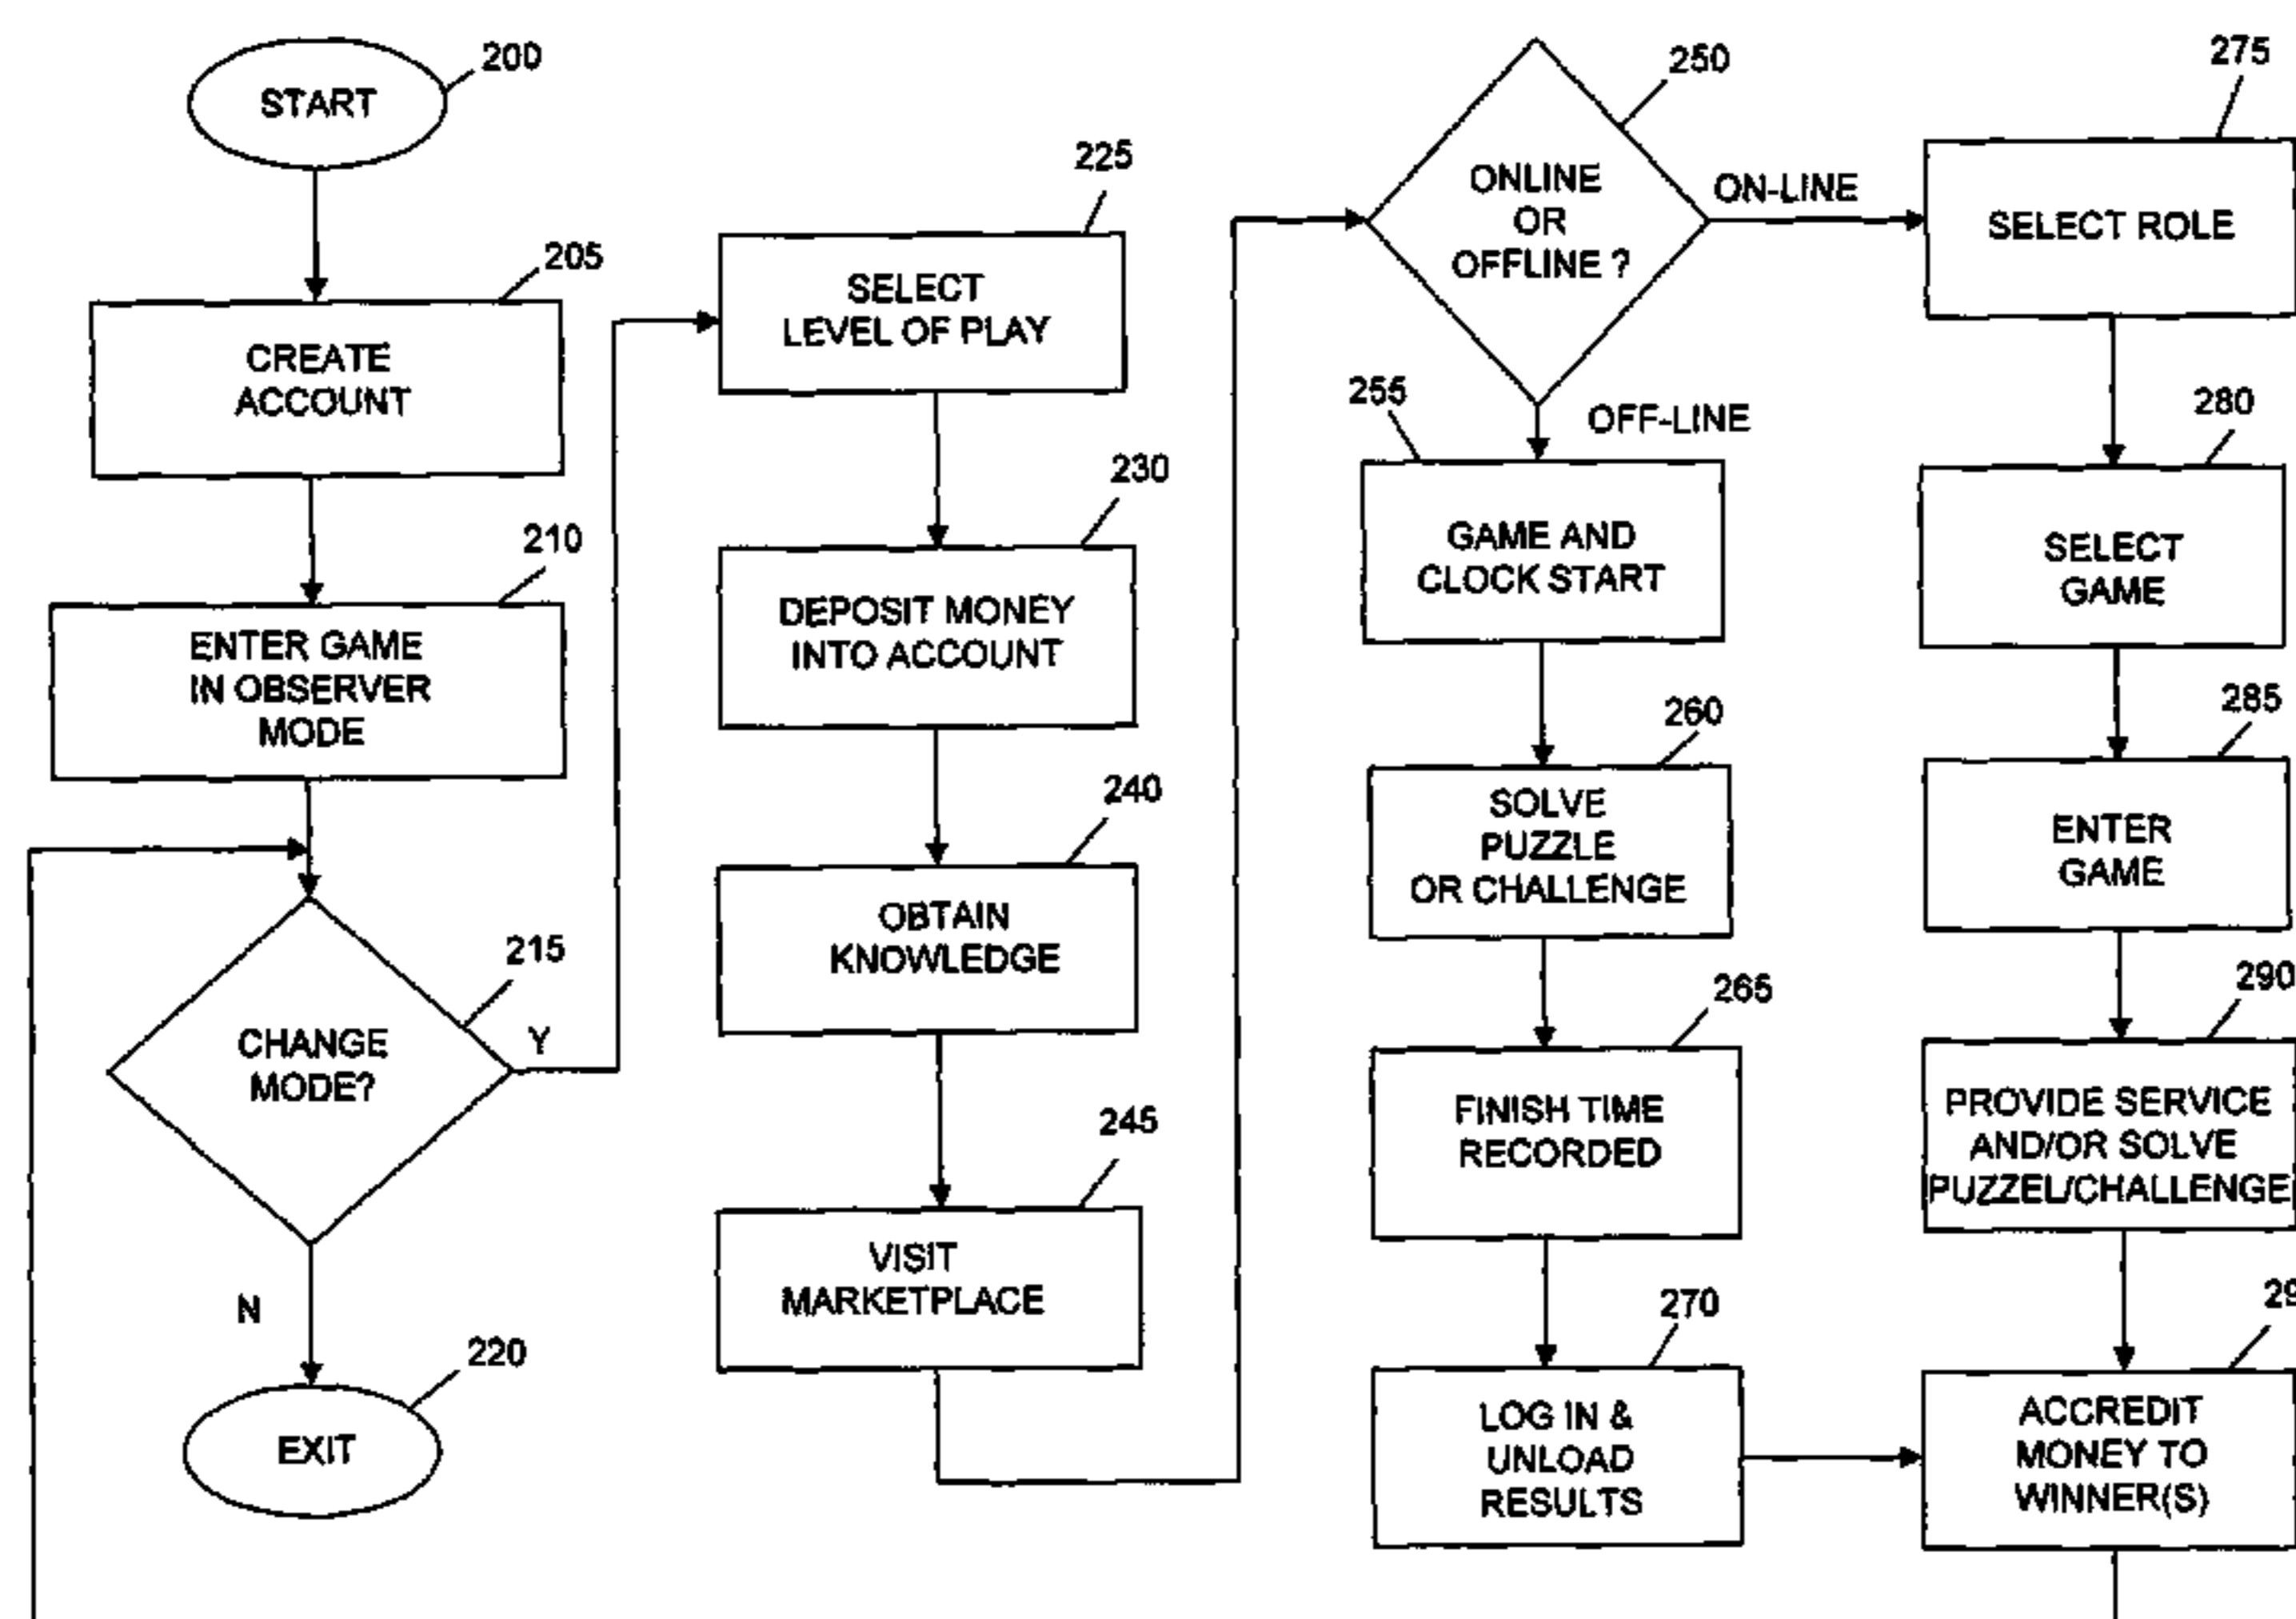 200
START
205
CREATE
ACCOUNT
210
ENTER GAME
IN OBSERVER
MODE
215
CHANGE
MODE?
Y
N
220
EXIT
225
SELECT
LEVEL OF PLAY
230
DEPOSIT MONEY
INTO ACCOUNT
240
OBTAIN
KNOWLEDGE
245
VISIT
MARKETPLACE
250
ONLINE
OR
OFFLINE ?
ON-LINE
OFF-LINE
255
GAME AND
CLOCK START
260
SOLVE
PUZZLE
OR CHALLENGE
265
FINISH TIME
RECORDED
270
LOG IN &
UNLOAD
RESULTS
275
SELECT ROLE
280
SELECT
GAME
285
ENTER
GAME
290
PROVIDE SERVICE
AND/OR SOLVE
PUZZEL/CHALLENGE
ACCREDIT
MONEY TO
WINNER(S)